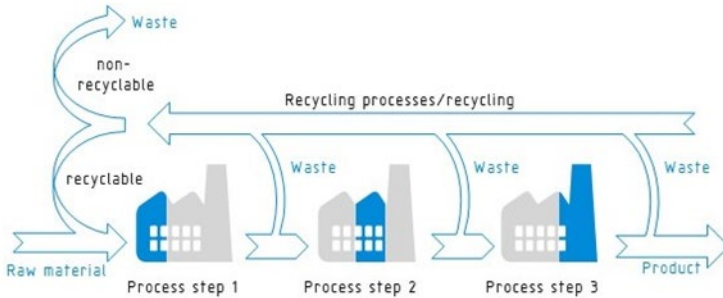 Waste
non-
recyclable
Recycling processes/recycling
recyclable
Waste
Waste
Waste
Raw material
Product
Process step 1
Process step 2
Process step 3